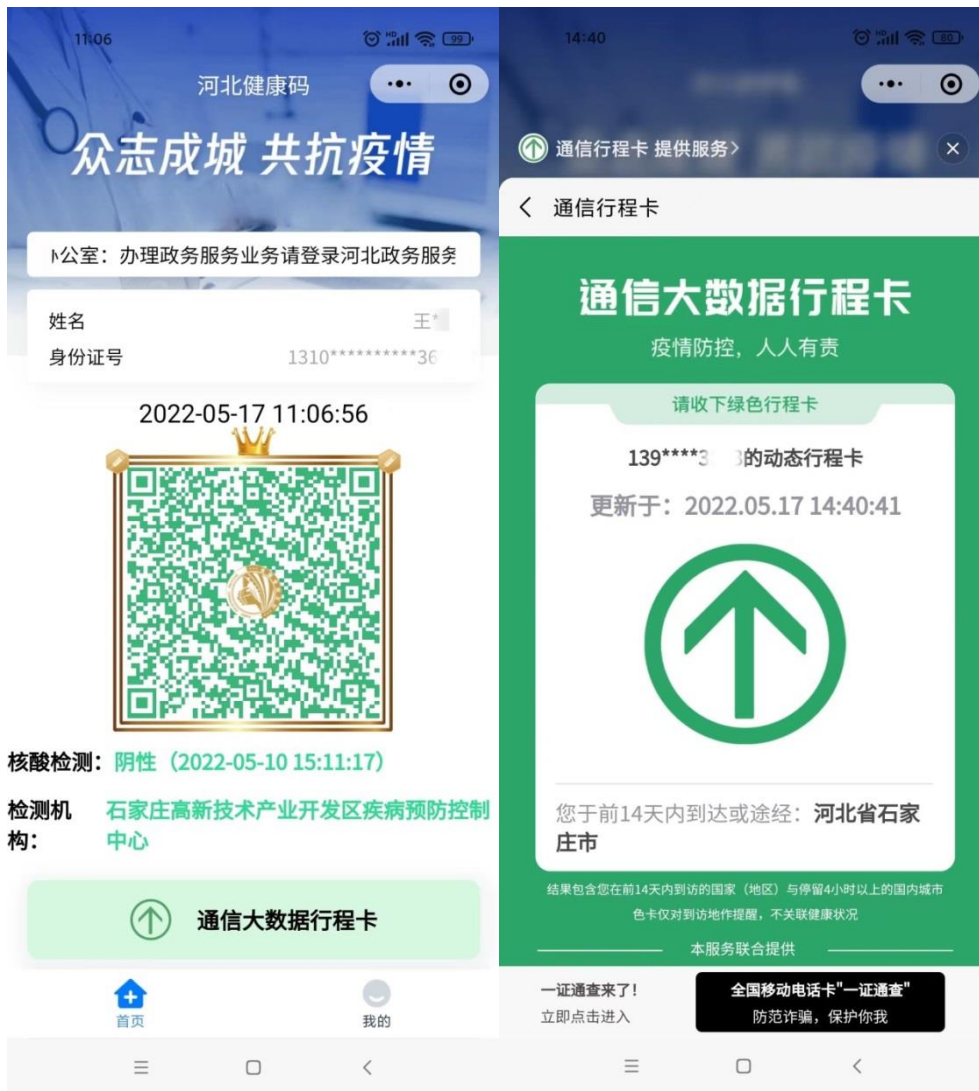 11:06
HD
99
河北健康码
众志成城 共抗疫情
公室：办理政务服务业务请登录河北政务服务
姓名 王*
身份证号 1310**********36
2022-05-17 11:06:56
核酸检测：阴性（2022-05-10 15:11:17）
检测机构： 石家庄高新技术产业开发区疾病预防控制
中心
通信大数据行程卡
首页
我的
14:40
HD
80
通信行程卡 提供服务>
通信行程卡
通信大数据行程卡
疫情防控，人人有责
请收下绿色行程卡
139****3 的动态行程卡
更新于：2022.05.17 14:40:41
您于前14天内到达或途经：河北省石家
庄市
结果包含您在前14天内到访的国家（地区）与停留4小时以上的国内城市
色卡仅对到访地作提醒，不关联健康状况
本服务联合提供
一证通查来了！
立即点击进入
全国移动电话卡"一证通查"
防范诈骗，保护你我